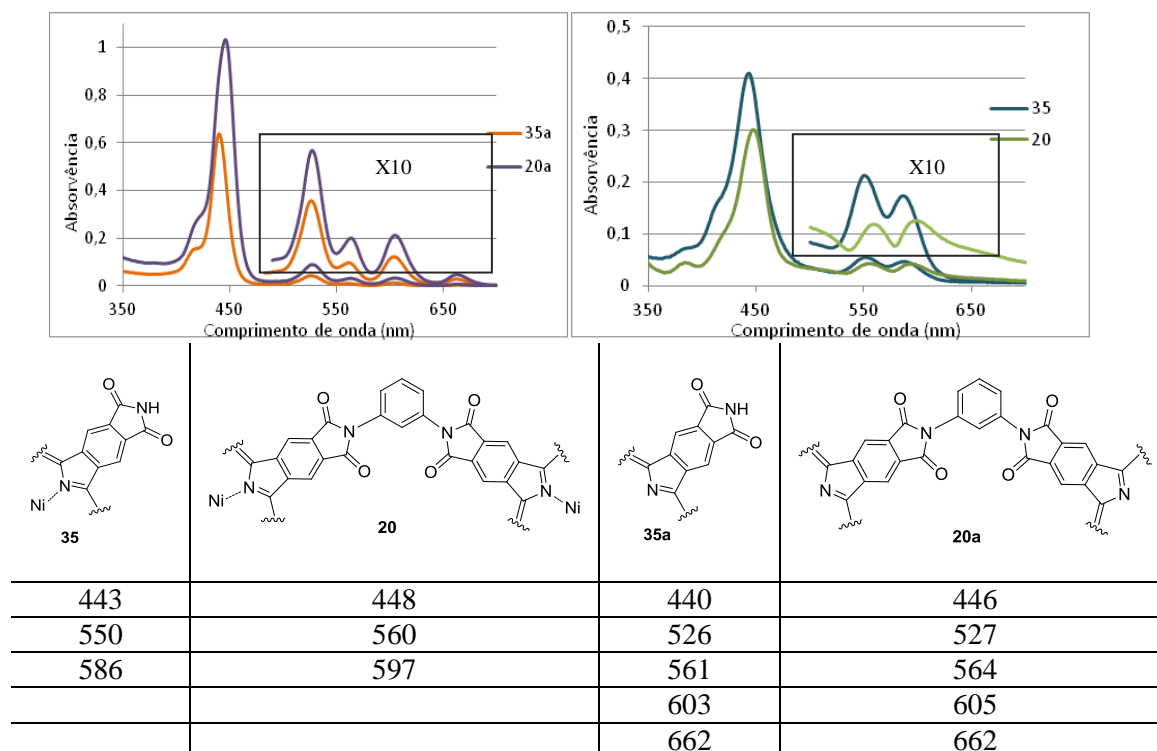 1
0,8
0,6
0,4
0,2
0
Absorvência
350
450
550
650
Comprimento de onda (nm)
X10
35a
20a
0,5
0,4
0,3
0,2
0,1
0
Absorvência
350
450
550
650
Comprimento de onda (nm)
X10
35
20
O
NH
O
N
Ni
35
O
O
N
N
O
O
N
Ni
N
Ni
20
O
NH
O
N
35a
O
O
N
N
O
O
N
N
20a
443 448 440 446
550 560 526 527
586 597 561 564
603 605
662 662